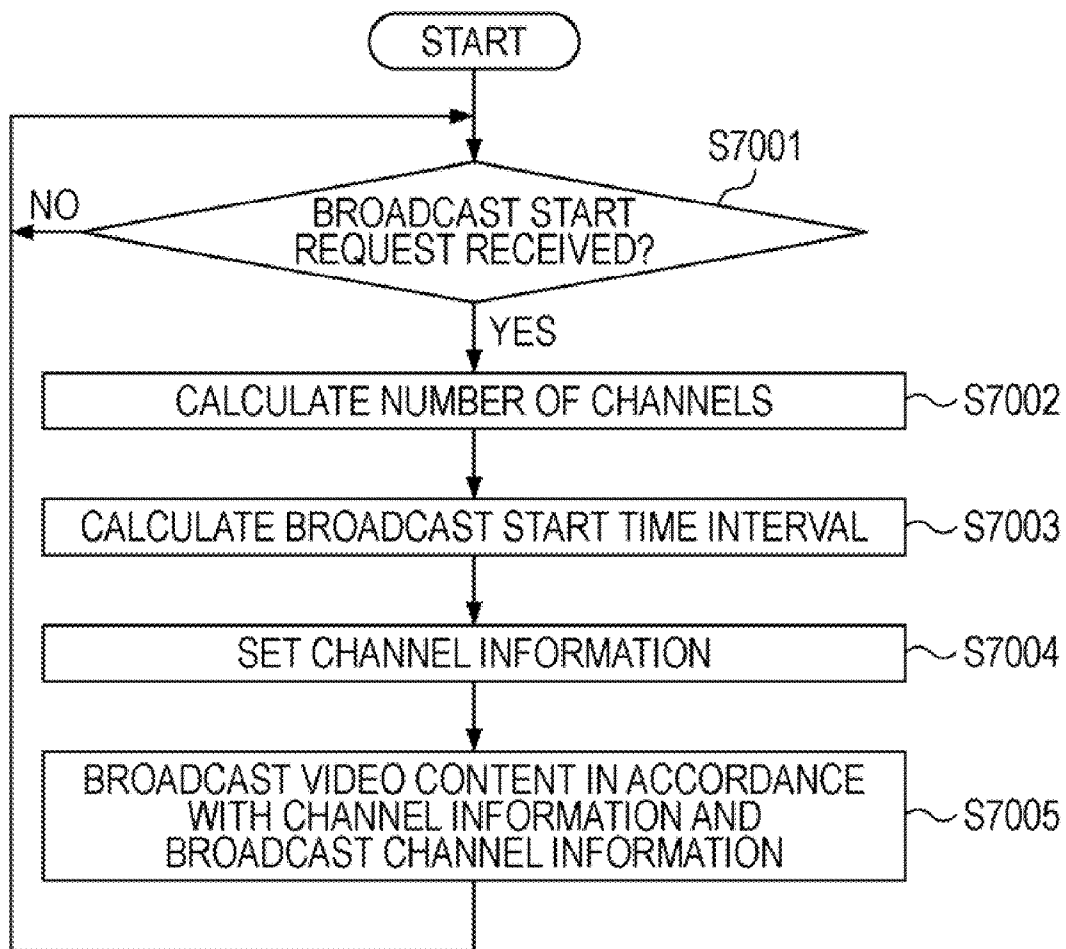 START
S7001
NO
BROADCAST START
REQUEST RECEIVED?
YES
CALCULATE NUMBER OF CHANNELS
S7002
CALCULATE BROADCAST START TIME INTERVAL
S7003
SET CHANNEL INFORMATION
S7004
BROADCAST VIDEO CONTENT IN ACCORDANCE
WITH CHANNEL INFORMATION AND
BROADCAST CHANNEL INFORMATION
S7005